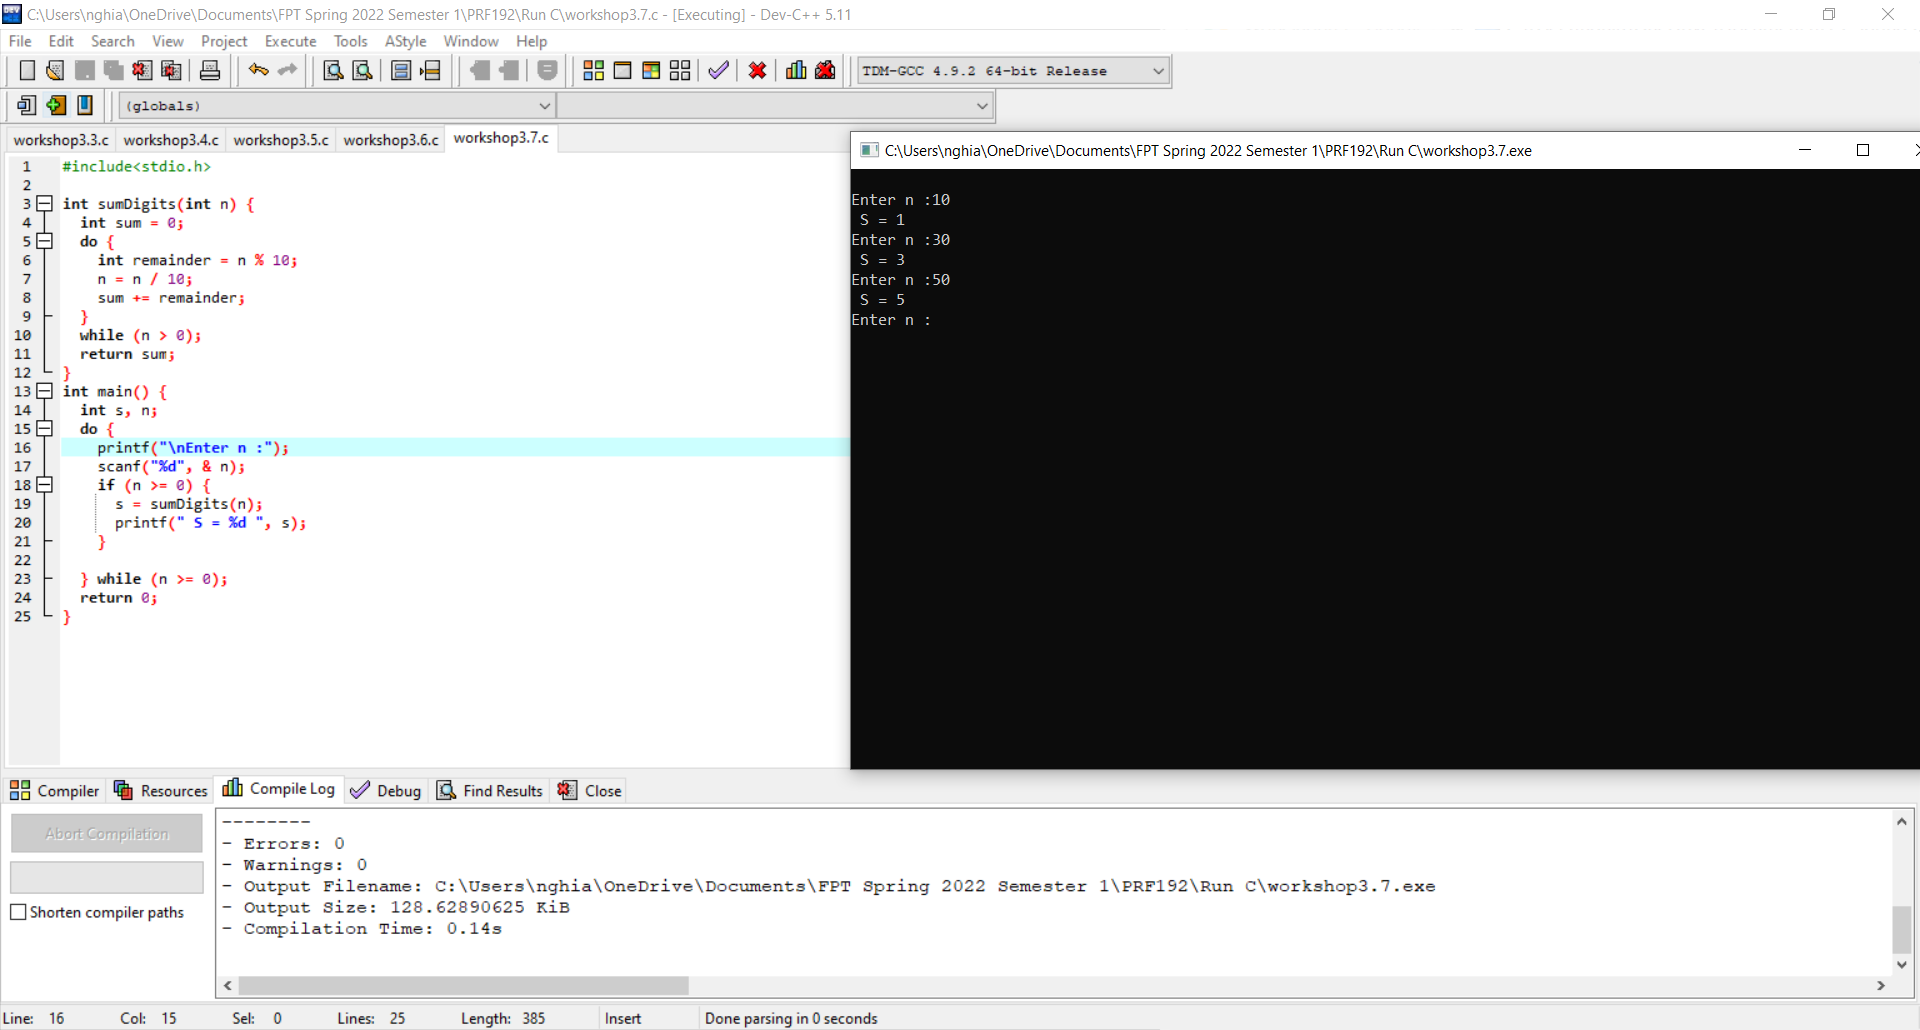 C:\Users\nghia\OneDrive\Documents\FPT Spring 2022 Semester 1\PRF192\Run C\workshop3.7.c - [Executing] - Dev-C++ 5.11
File Edit Search View Project Execute Tools AStyle Window Help
TDM-GCC 4.9.2 64-bit Release
(globals)
workshop3.3.c workshop3.4.c workshop3.5.c workshop3.6.c workshop3.7.c
1 #include<stdio.h>
2
3 int sumDigits(int n) {
4 int sum = 0;
5 do {
6 int remainder = n % 10;
7 n = n / 10;
8 sum += remainder;
9 }
10 while (n > 0);
11 return sum;
12 }
13 int main() {
14 int s, n;
15 do {
16 printf("\nEnter n :");
17 scanf("%d", & n);
18 if (n >= 0) {
19 s = sumDigits(n);
20 printf(" S = %d ", s);
21 }
22
23 } while (n >= 0);
24 return 0;
25 }
C:\Users\nghia\OneDrive\Documents\FPT Spring 2022 Semester 1\PRF192\Run C\workshop3.7.exe
Enter n :10
S = 1
Enter n :30
S = 3
Enter n :50
S = 5
Enter n :
Compiler Resources Compile Log Debug Find Results Close
Abort Compilation
Shorten compiler paths
--------
- Errors: 0
- Warnings: 0
- Output Filename: C:\Users\nghia\OneDrive\Documents\FPT Spring 2022 Semester 1\PRF192\Run C\workshop3.7.exe
- Output Size: 128.62890625 KiB
- Compilation Time: 0.14s
Line: 16 Col: 15 Sel: 0 Lines: 25 Length: 385 Insert Done parsing in 0 seconds